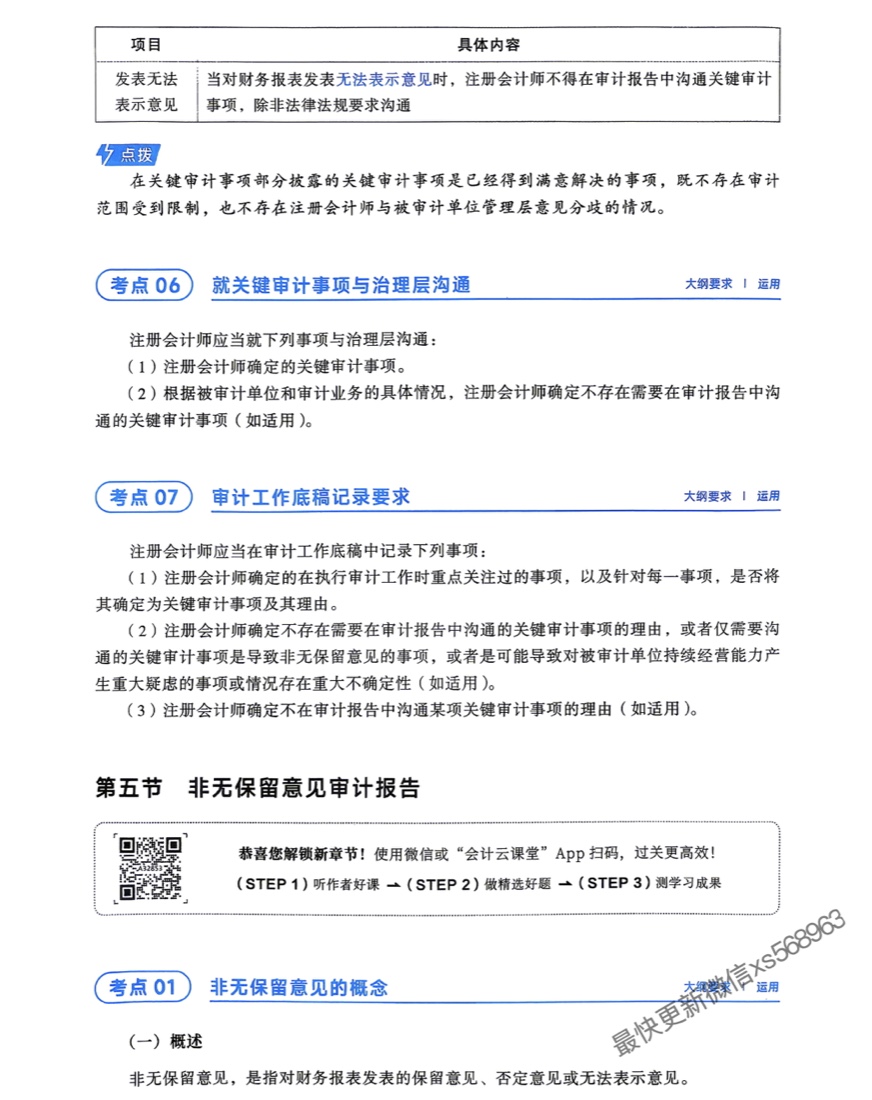 项目 具体内容
发表无法 当对财务报表发表无法表示意见时，注册会计师不得在审计报告中沟通关键审计
表示意见 事项，除非法律法规要求沟通
点拨
在关键审计事项部分披露的关键审计事项是已经得到满意解决的事项，既不存在审计
范围受到限制，也不存在注册会计师与被审计单位管理层意见分歧的情况。
考点 06 就关键审计事项与治理层沟通 大纲要求 | 运用
注册会计师应当就下列事项与治理层沟通：
（1）注册会计师确定的关键审计事项。
（2）根据被审计单位和审计业务的具体情况，注册会计师确定不存在需要在审计报告中沟
通的关键审计事项（如适用）。
考点 07 审计工作底稿记录要求 大纲要求 | 运用
注册会计师应当在审计工作底稿中记录下列事项：
（1）注册会计师确定的在执行审计工作时重点关注过的事项，以及针对每一事项，是否将
其确定为关键审计事项及其理由。
（2）注册会计师确定不存在需要在审计报告中沟通的关键审计事项的理由，或者仅需要沟
通的关键审计事项是导致非无保留意见的事项，或者是可能导致对被审计单位持续经营能力产
生重大疑虑的事项或情况存在重大不确定性（如适用）。
（3）注册会计师确定不在审计报告中沟通某项关键审计事项的理由（如适用）。
第五节 非无保留意见审计报告
恭喜您解锁新章节！使用微信或“会计云课堂”App 扫码，过关更高效！
（STEP 1）听作者好课 → （STEP 2）做精选好题 → （STEP 3）测学习成果
考点 01 非无保留意见的概念 大纲要求 | 运用
最快更新微信xs568963
（一）概述
非无保留意见，是指对财务报表发表的保留意见、否定意见或无法表示意见。